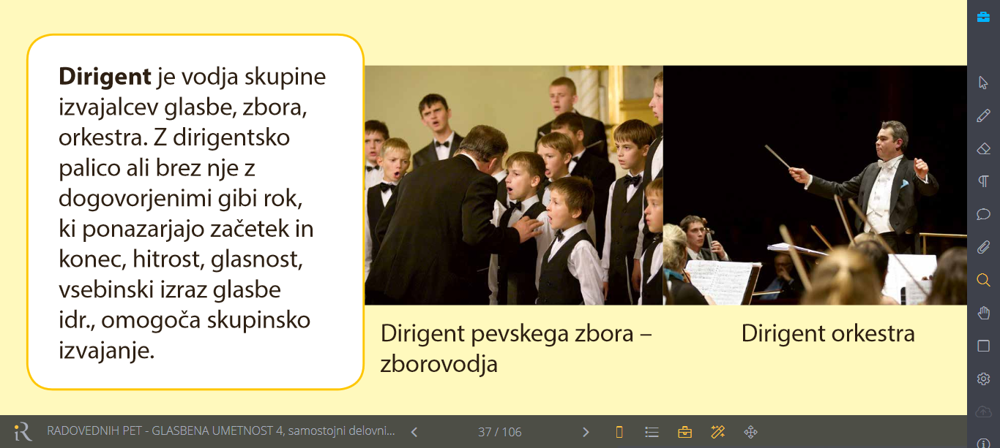 Dirigent je vodja skupine
izvajalcev glasbe, zbora,
orkestra. Z dirigentsko
palico ali brez nje z
dogovorjenimi gibi rok,
ki ponazarjajo začetek in
konec, hitrost, glasnost,
vsebinski izraz glasbe
idr., omogoča skupinsko
izvajanje.
Dirigent pevskega zbora –
zborovodja
Dirigent orkestra
iR
RADOVEDNIH PET - GLASBENA UMETNOST 4, samostojni delovni...
37 / 106